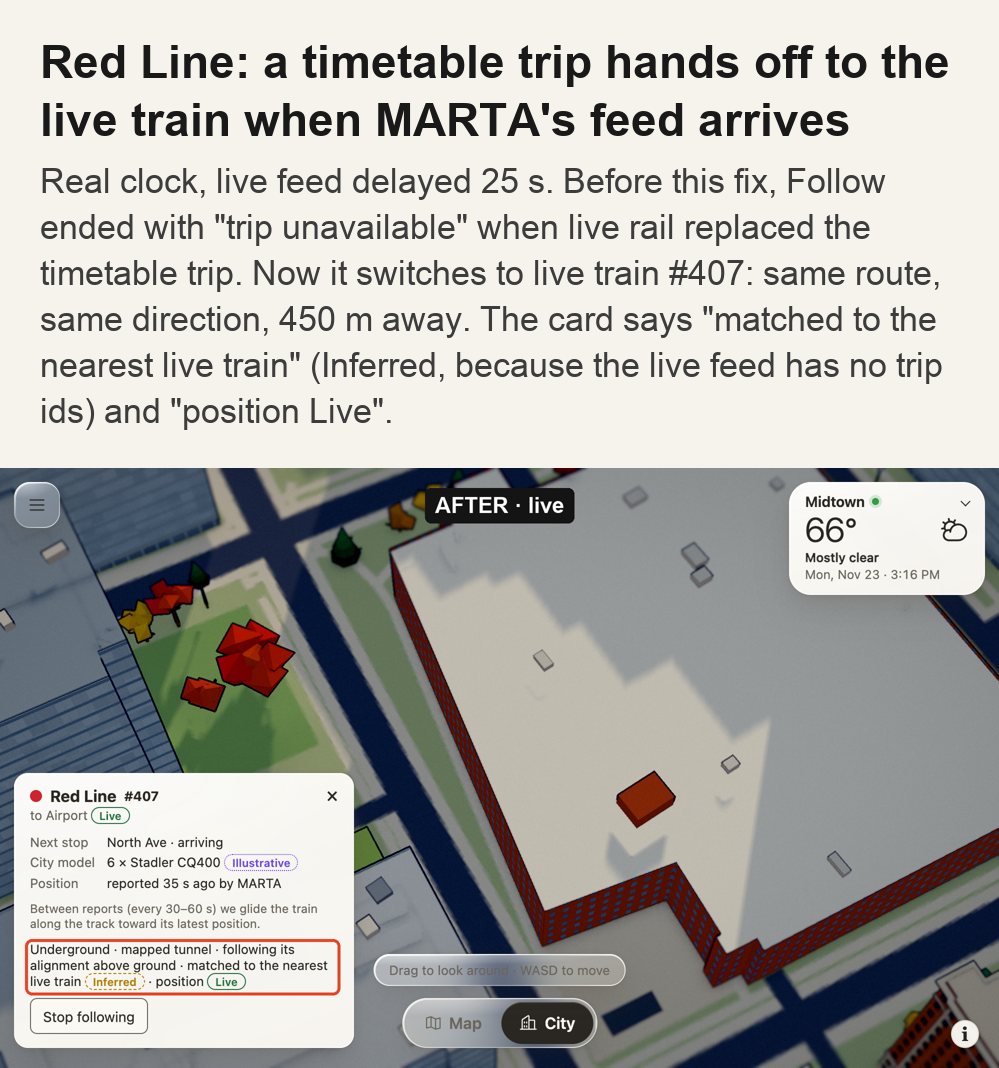 Red Line: a timetable trip hands off to the
live train when MARTA's feed arrives
Real clock, live feed delayed 25 s. Before this fix, Follow
ended with "trip unavailable" when live rail replaced the
timetable trip. Now it switches to live train #407: same route,
same direction, 450 m away. The card says "matched to the
nearest live train" (Inferred, because the live feed has no trip
ids) and "position Live".
AFTER · live
Midtown
66°
Mostly clear
Mon, Nov 23 · 3:16 PM
Red Line #407
to Airport Live
Next stop North Ave · arriving
City model 6 × Stadler CQ400 Illustrative
Position reported 35 s ago by MARTA
Between reports (every 30–60 s) we glide the train
along the track toward its latest position.
Underground · mapped tunnel · following its
alignment above ground · matched to the nearest
live train Inferred · position Live
Stop following
Drag to look around · WASD to move
Map City